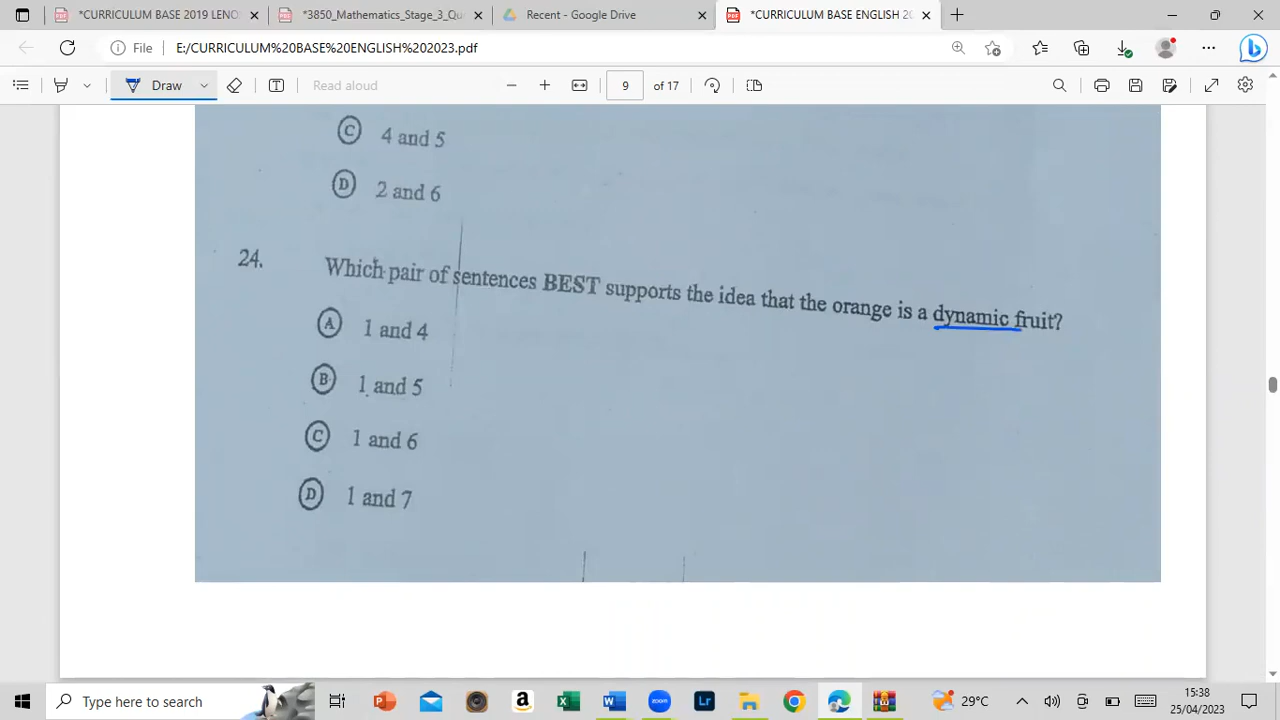 *CURRICULUM BASE 2019 LENO
*3850_Mathematics_Stage_3_Qu
Recent - Google Drive
*CURRICULUM BASE ENGLISH 20
File
E:/CURRICULUM%20BASE%20ENGLISH%202023.pdf
Draw
Read aloud
9
of 17
C 4 and 5
D 2 and 6
24. Which pair of sentences BEST supports the idea that the orange is a dynamic fruit?
A 1 and 4
B 1 and 5
C 1 and 6
D 1 and 7
Type here to search
zoom
Lr
29°C
15:38
25/04/2023